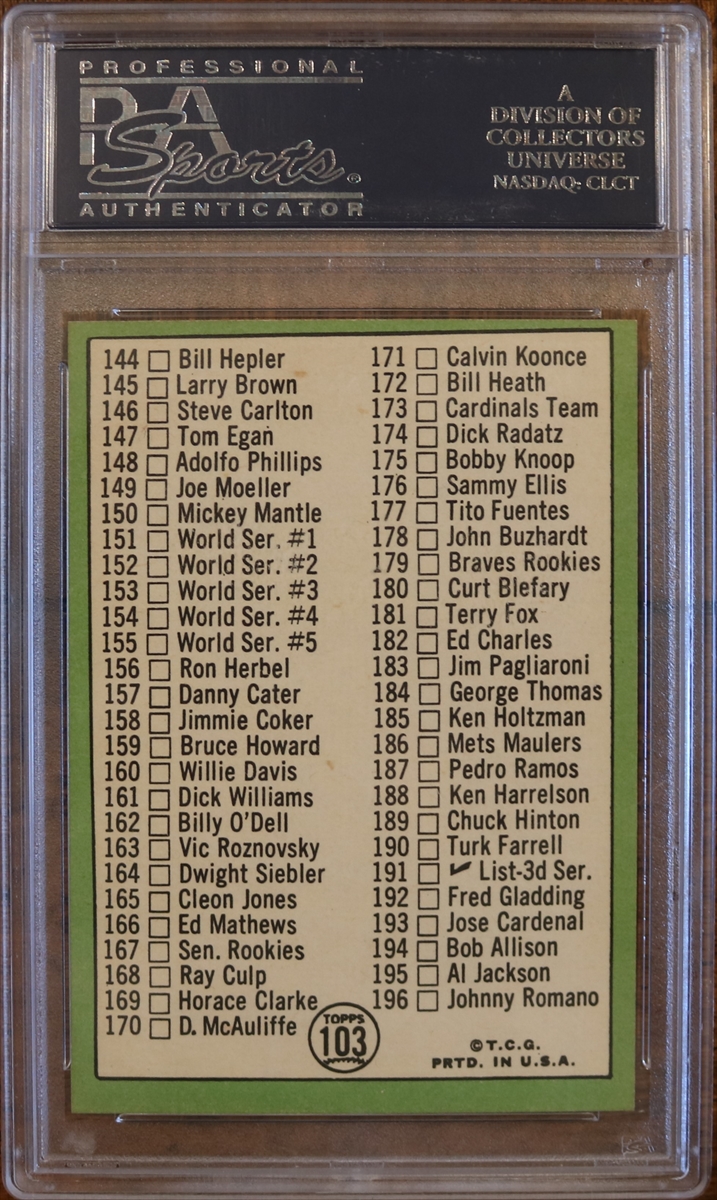 PROFESSIONAL
PSA
Sports®
AUTHENTICATOR
A
DIVISION OF
COLLECTORS
UNIVERSE
NASDAQ: CLCT
144 Bill Hepler
145 Larry Brown
146 Steve Carlton
147 Tom Egan
148 Adolfo Phillips
149 Joe Moeller
150 Mickey Mantle
151 World Ser. #1
152 World Ser. #2
153 World Ser. #3
154 World Ser. #4
155 World Ser. #5
156 Ron Herbel
157 Danny Cater
158 Jimmie Coker
159 Bruce Howard
160 Willie Davis
161 Dick Williams
162 Billy O'Dell
163 Vic Roznovsky
164 Dwight Siebler
165 Cleon Jones
166 Ed Mathews
167 Sen. Rookies
168 Ray Culp
169 Horace Clarke
170 D. McAuliffe
171 Calvin Koonce
172 Bill Heath
173 Cardinals Team
174 Dick Radatz
175 Bobby Knoop
176 Sammy Ellis
177 Tito Fuentes
178 John Buzhardt
179 Braves Rookies
180 Curt Blefary
181 Terry Fox
182 Ed Charles
183 Jim Pagliaroni
184 George Thomas
185 Ken Holtzman
186 Mets Maulers
187 Pedro Ramos
188 Ken Harrelson
189 Chuck Hinton
190 Turk Farrell
191 ✓ List-3d Ser.
192 Fred Gladding
193 Jose Cardenal
194 Bob Allison
195 Al Jackson
196 Johnny Romano
TOPPS
103
©T.C.G.
PRTD. IN U.S.A.